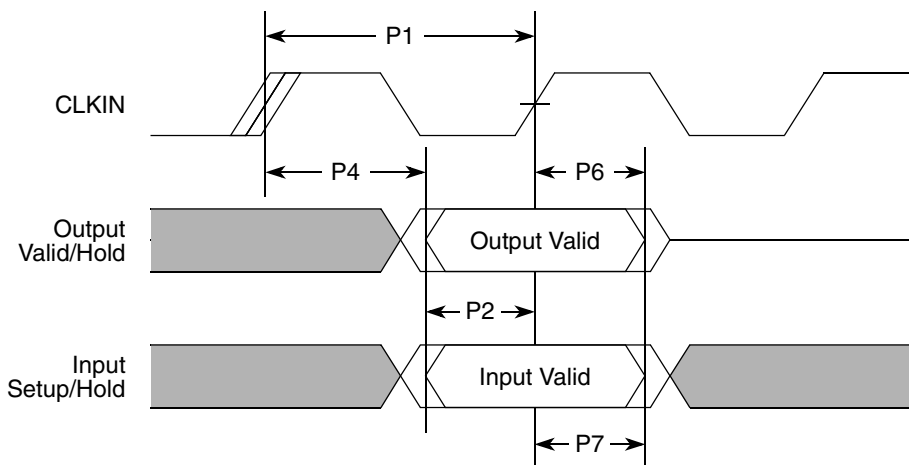 P1
CLKIN
P4
P6
Output
Valid/Hold
Output Valid
P2
Input
Setup/Hold
Input Valid
P7